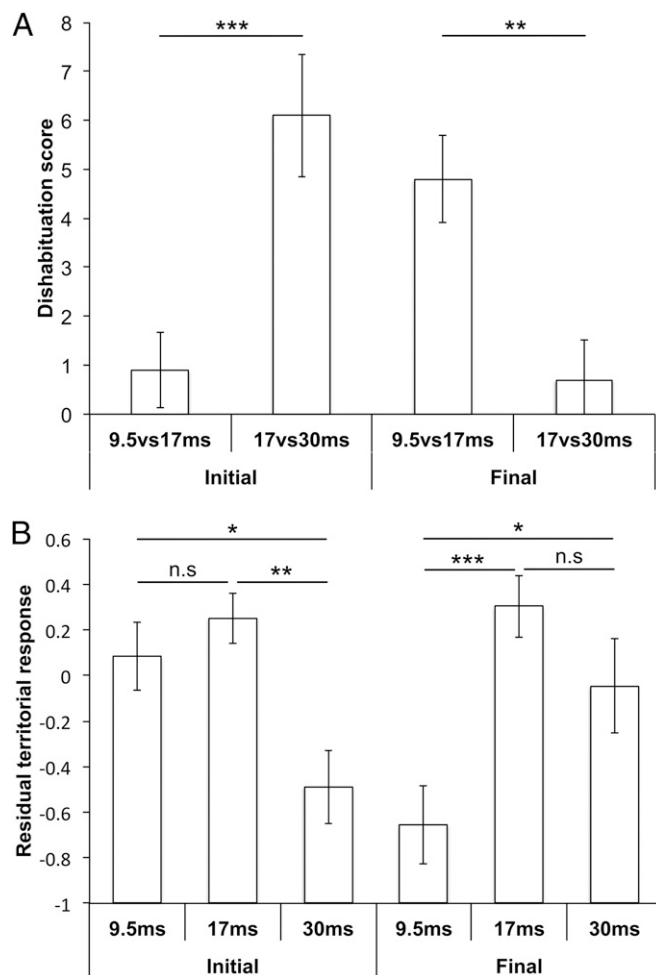 A
*** **
8
7
6
5
4
3
2
1
0
Dishabituation score
9.5vs17ms 17vs30ms 9.5vs17ms 17vs30ms
Initial Final
B
* *
n.s ** *** n.s
0.6
0.4
0.2
0
-0.2
-0.4
-0.6
-0.8
-1
Residual territorial response
9.5ms 17ms 30ms 9.5ms 17ms 30ms
Initial Final